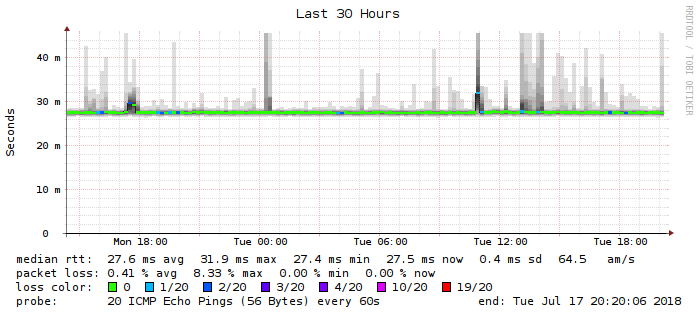 Last 30 Hours
RRDTOOL / TOBI OETIKER
Seconds
40 m
30 m
20 m
10 m
0
Mon 18:00 Tue 00:00 Tue 06:00 Tue 12:00 Tue 18:00
median rtt: 27.6 ms avg 31.9 ms max 27.4 ms min 27.5 ms now 0.4 ms sd 64.5 am/s
packet loss: 0.41 % avg 8.33 % max 0.00 % min 0.00 % now
loss color: 0 1/20 2/20 3/20 4/20 10/20 19/20
probe: 20 ICMP Echo Pings (56 Bytes) every 60s end: Tue Jul 17 20:20:06 2018